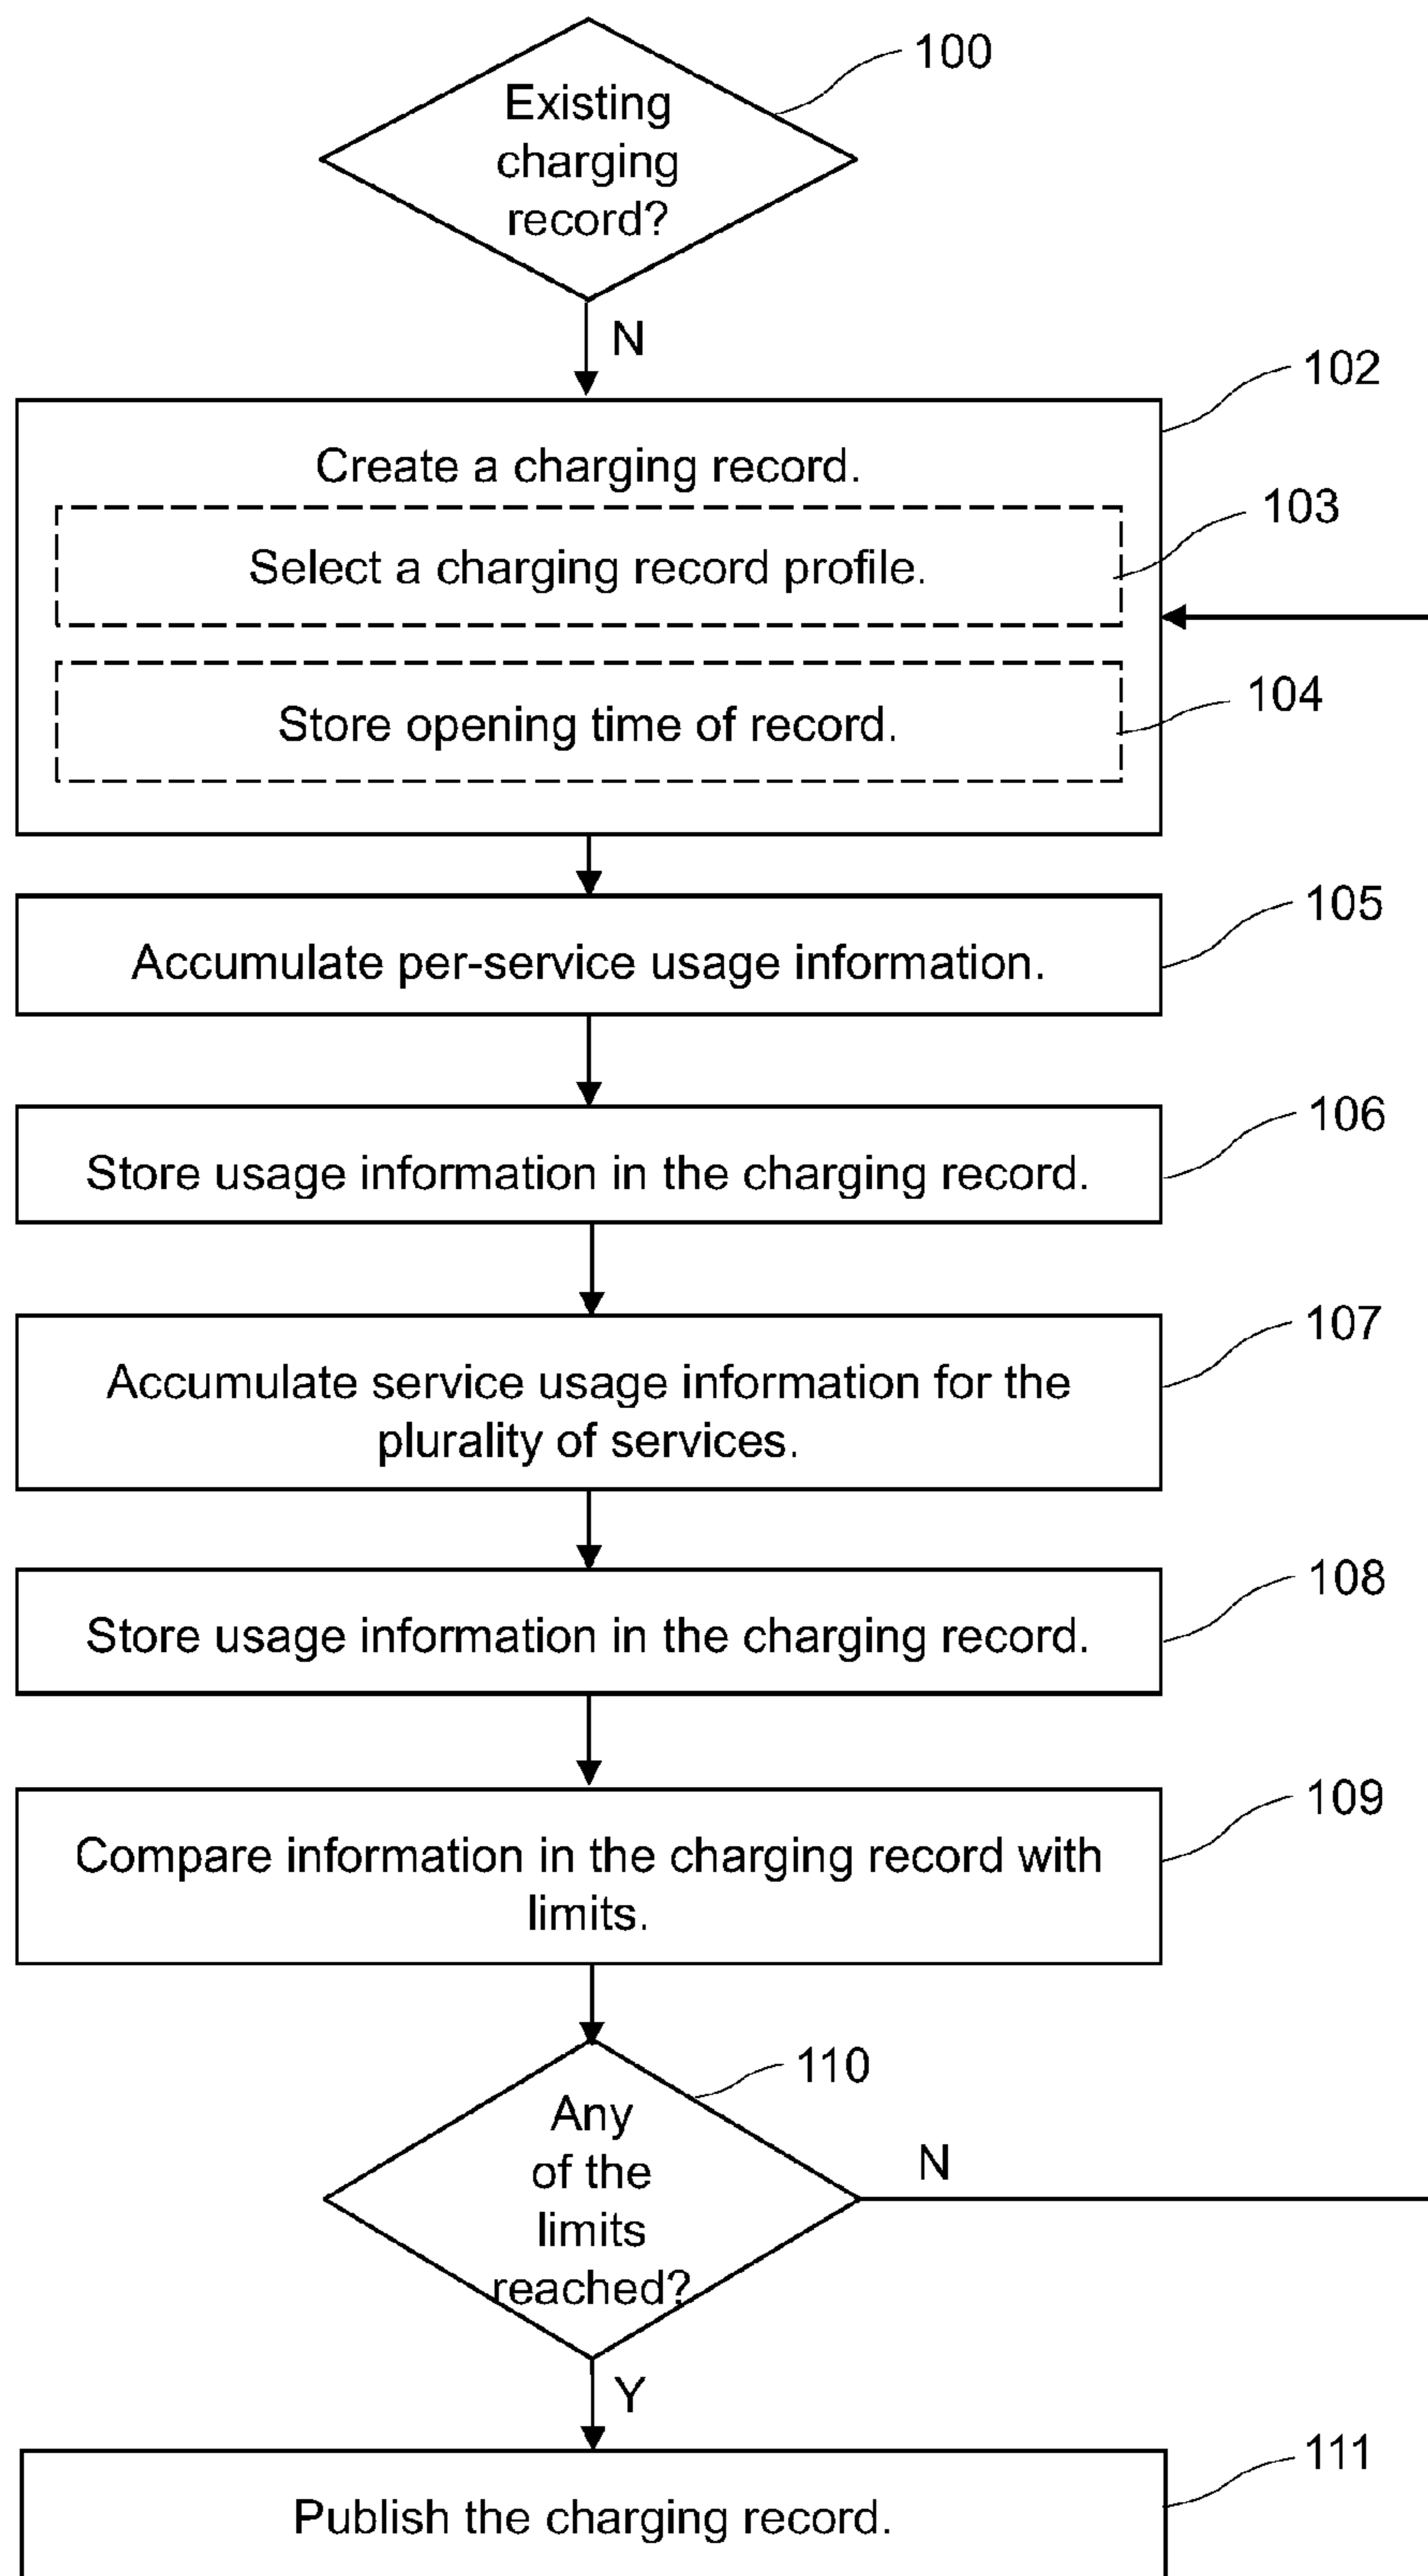 100
Existing
charging
record?
N
102
Create a charging record.
103
Select a charging record profile.
104
Store opening time of record.
105
Accumulate per-service usage information.
106
Store usage information in the charging record.
107
Accumulate service usage information for the
plurality of services.
108
Store usage information in the charging record.
109
Compare information in the charging record with
limits.
110
Any
of the
limits
reached?
N
Y
111
Publish the charging record.